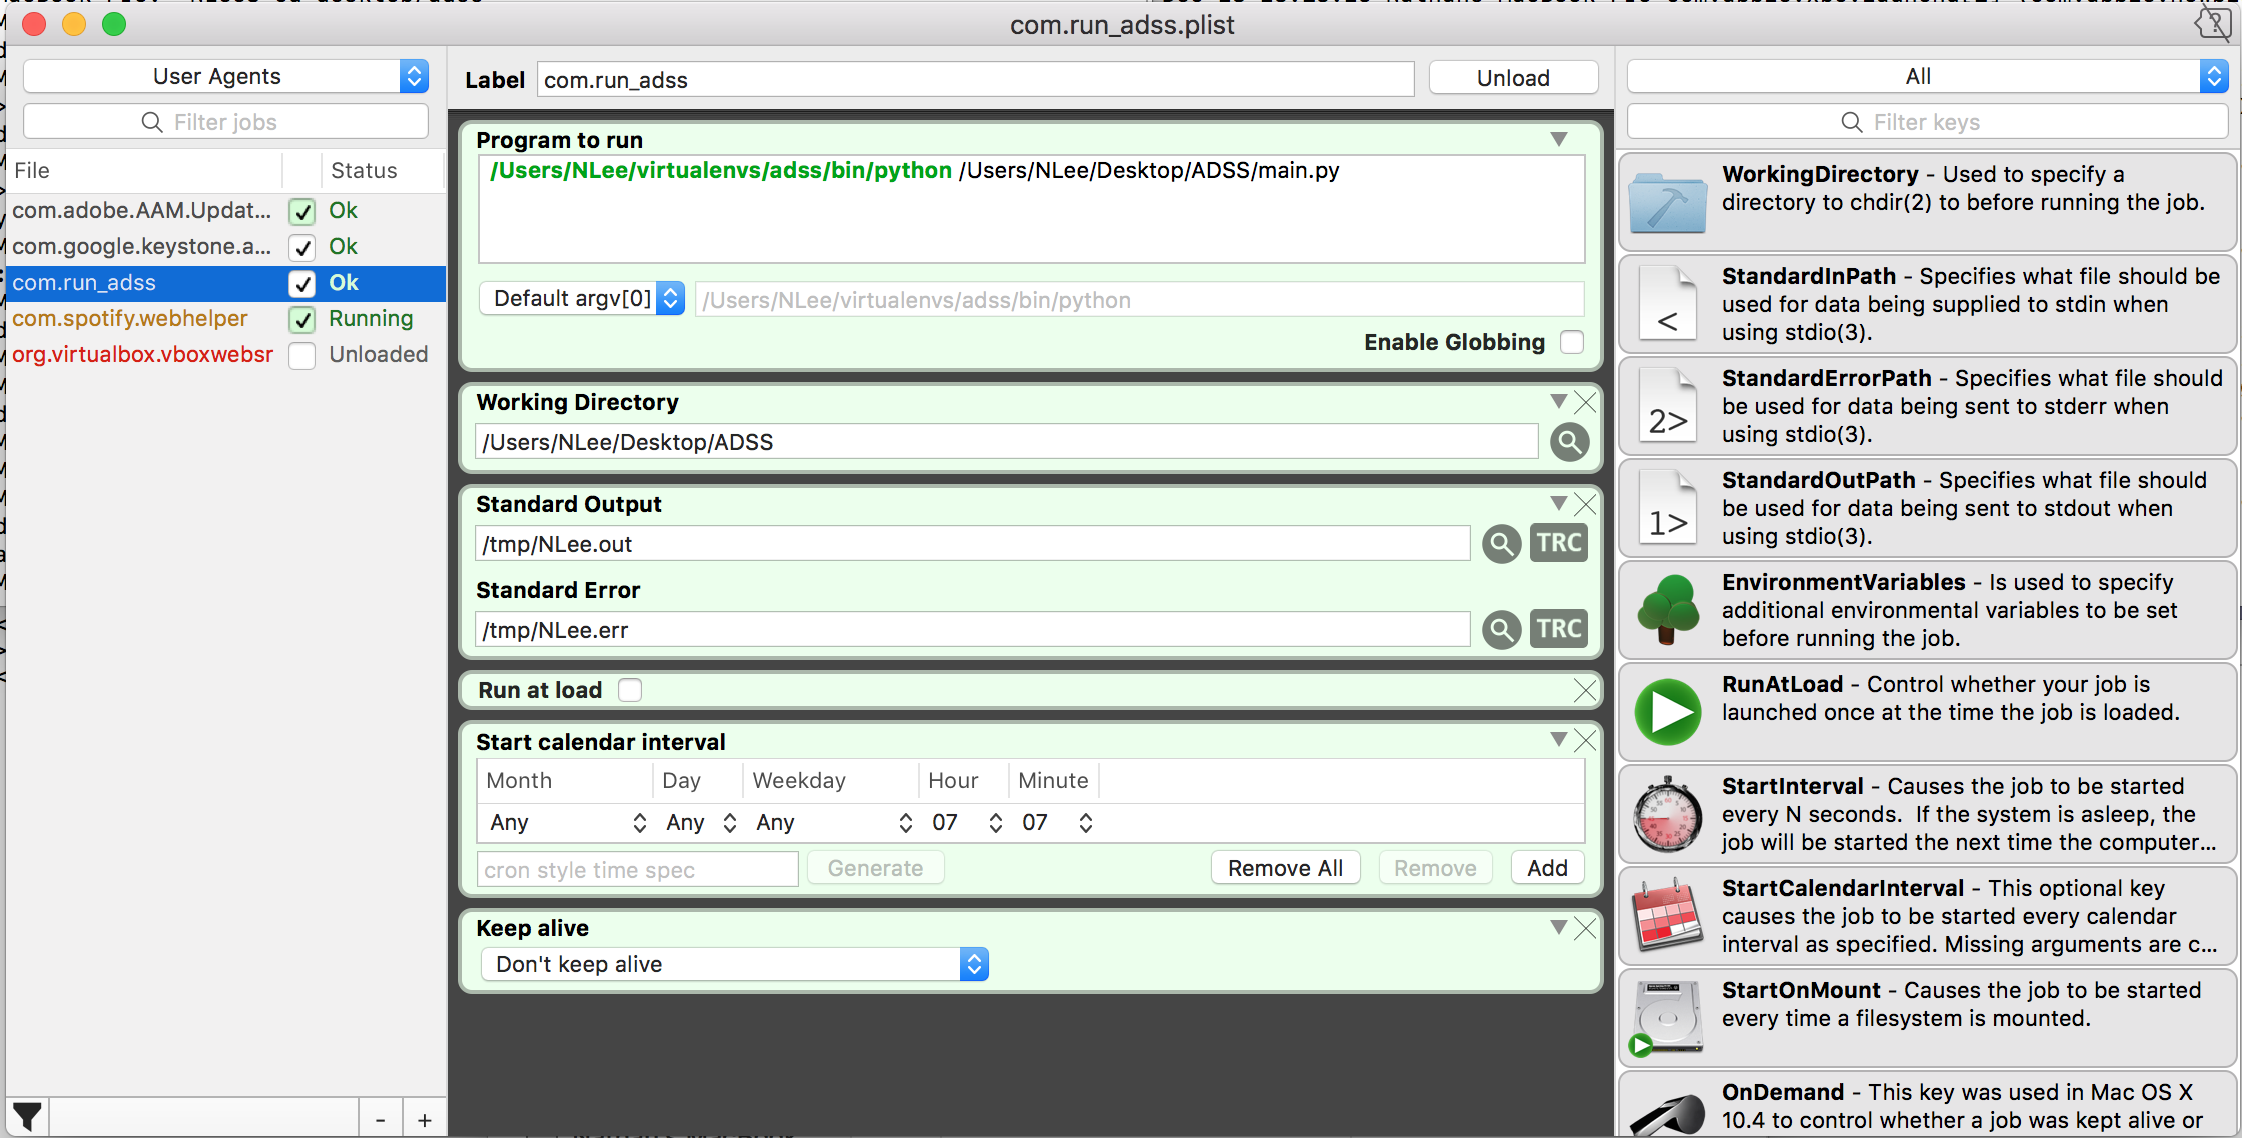 com.run_adss.plist
User Agents
Filter jobs
File Status
com.adobe.AAM.Updat... Ok
com.google.keystone.a... Ok
com.run_adss Ok
com.spotify.webhelper Running
org.virtualbox.vboxwebsr Unloaded
- +
Label com.run_adss Unload
Program to run
/Users/NLee/virtualenvs/adss/bin/python /Users/NLee/Desktop/ADSS/main.py
Default argv[0] /Users/NLee/virtualenvs/adss/bin/python
Enable Globbing
Working Directory
/Users/NLee/Desktop/ADSS
Standard Output
/tmp/NLee.out TRC
Standard Error
/tmp/NLee.err TRC
Run at load
Start calendar interval
Month Day Weekday Hour Minute
Any Any Any 07 07
cron style time spec Generate Remove All Remove Add
Keep alive
Don't keep alive
All
Filter keys
WorkingDirectory - Used to specify a
directory to chdir(2) to before running the job.
<
StandardInPath - Specifies what file should be
used for data being supplied to stdin when
using stdio(3).
2>
StandardErrorPath - Specifies what file should
be used for data being sent to stderr when
using stdio(3).
1>
StandardOutPath - Specifies what file should
be used for data being sent to stdout when
using stdio(3).
EnvironmentVariables - Is used to specify
additional environmental variables to be set
before running the job.
RunAtLoad - Control whether your job is
launched once at the time the job is loaded.
StartInterval - Causes the job to be started
every N seconds. If the system is asleep, the
job will be started the next time the computer...
StartCalendarInterval - This optional key
causes the job to be started every calendar
interval as specified. Missing arguments are c...
StartOnMount - Causes the job to be started
every time a filesystem is mounted.
OnDemand - This key was used in Mac OS X
10.4 to control whether a job was kept alive or